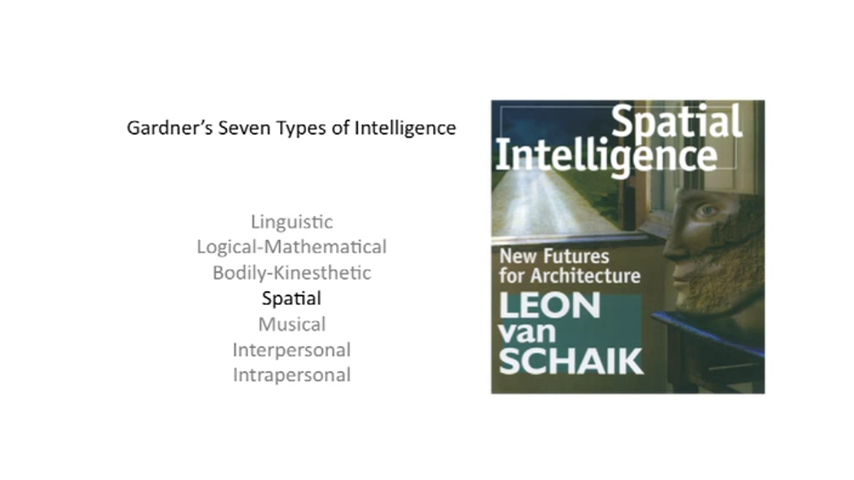 Gardner’s Seven Types of Intelligence
Linguistic
Logical-Mathematical
Bodily-Kinesthetic
Spatial
Musical
Interpersonal
Intrapersonal
Spatial
Intelligence
New Futures
for Architecture
LEON
van
SCHAIK